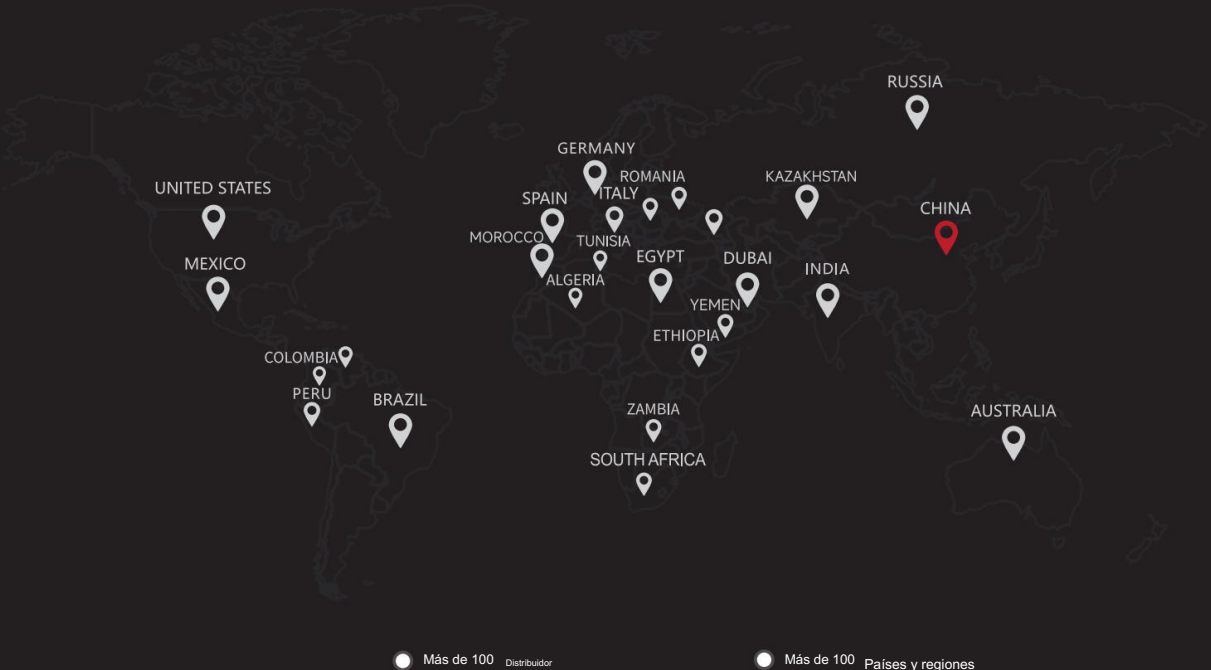 RUSSIA
GERMANY
ROMANIA
KAZAKHSTAN
UNITED STATES
SPAIN
ITALY
CHINA
MOROCCO
TUNISIA
MEXICO
EGYPT
DUBAI
INDIA
ALGERIA
YEMEN
ETHIOPIA
COLOMBIA
PERU
BRAZIL
ZAMBIA
AUSTRALIA
SOUTH AFRICA
Más de 100 Distribuidor
Más de 100 Países y regiones